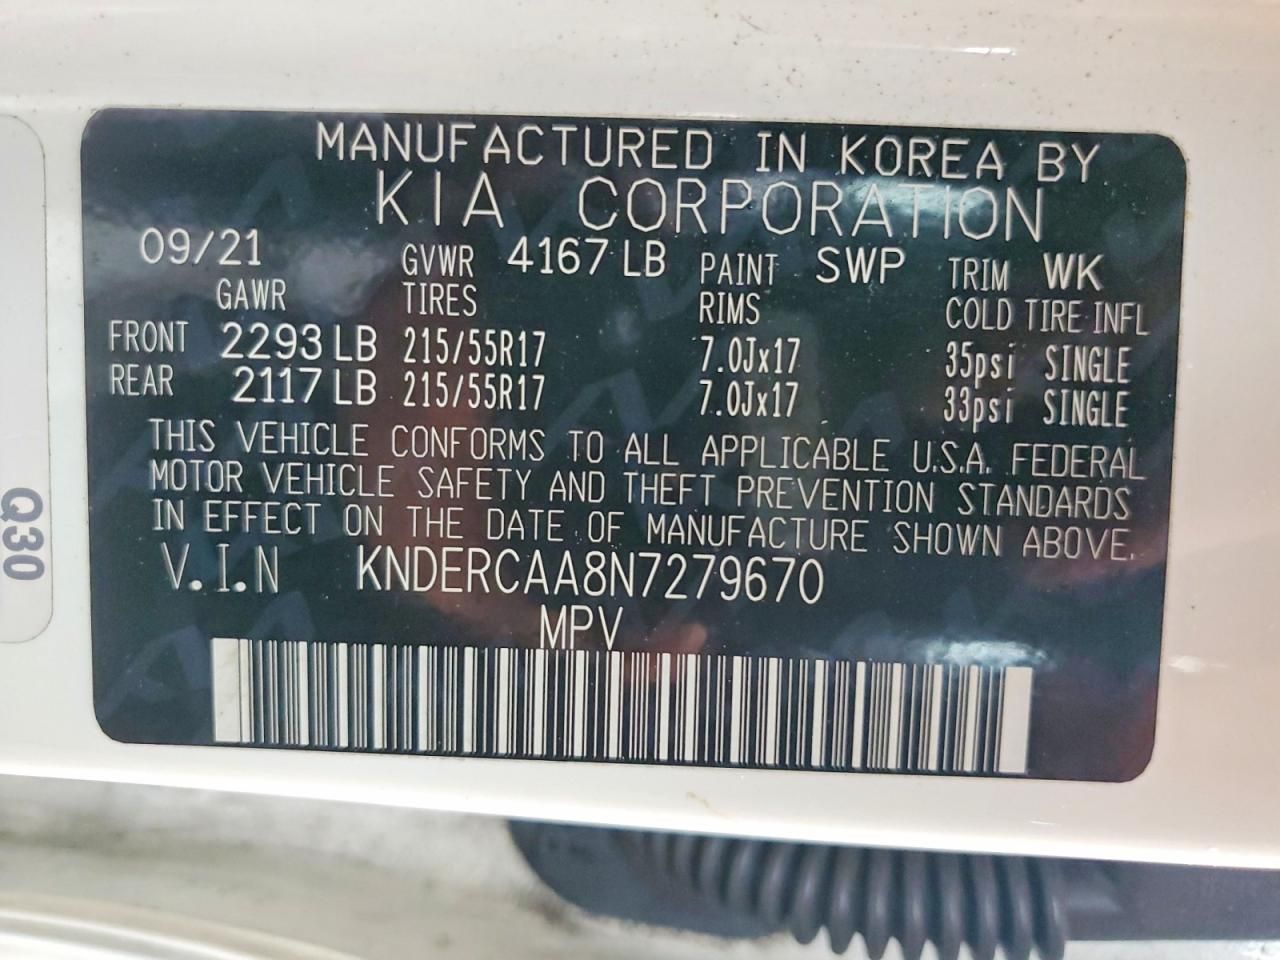 MANUFACTURED IN KOREA BY
KIA CORPORATION
09/21 GVWR 4167 LB PAINT SWP TRIM WK
GAWR TIRES RIMS COLD TIRE INFL
FRONT 2293 LB 215/55R17 7.0Jx17 35psi SINGLE
REAR 2117 LB 215/55R17 7.0Jx17 33psi SINGLE
THIS VEHICLE CONFORMS TO ALL APPLICABLE U.S.A. FEDERAL
MOTOR VEHICLE SAFETY AND THEFT PREVENTION STANDARDS
IN EFFECT ON THE DATE OF MANUFACTURE SHOWN ABOVE.
V.I.N KNDERCAA8N7279670
MPV
Q30